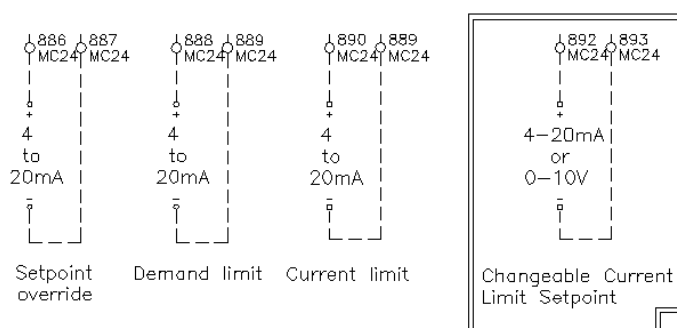 886 887 888 889 890 889 892 893
MC24 MC24 MC24 MC24 MC24 MC24 MC24 MC24
+ + + +
4 4 4 4-20mA
to to to or
20mA 20mA 20mA 0-10V
- - - -
Setpoint Demand limit Current limit Changeable Current
override Limit Setpoint